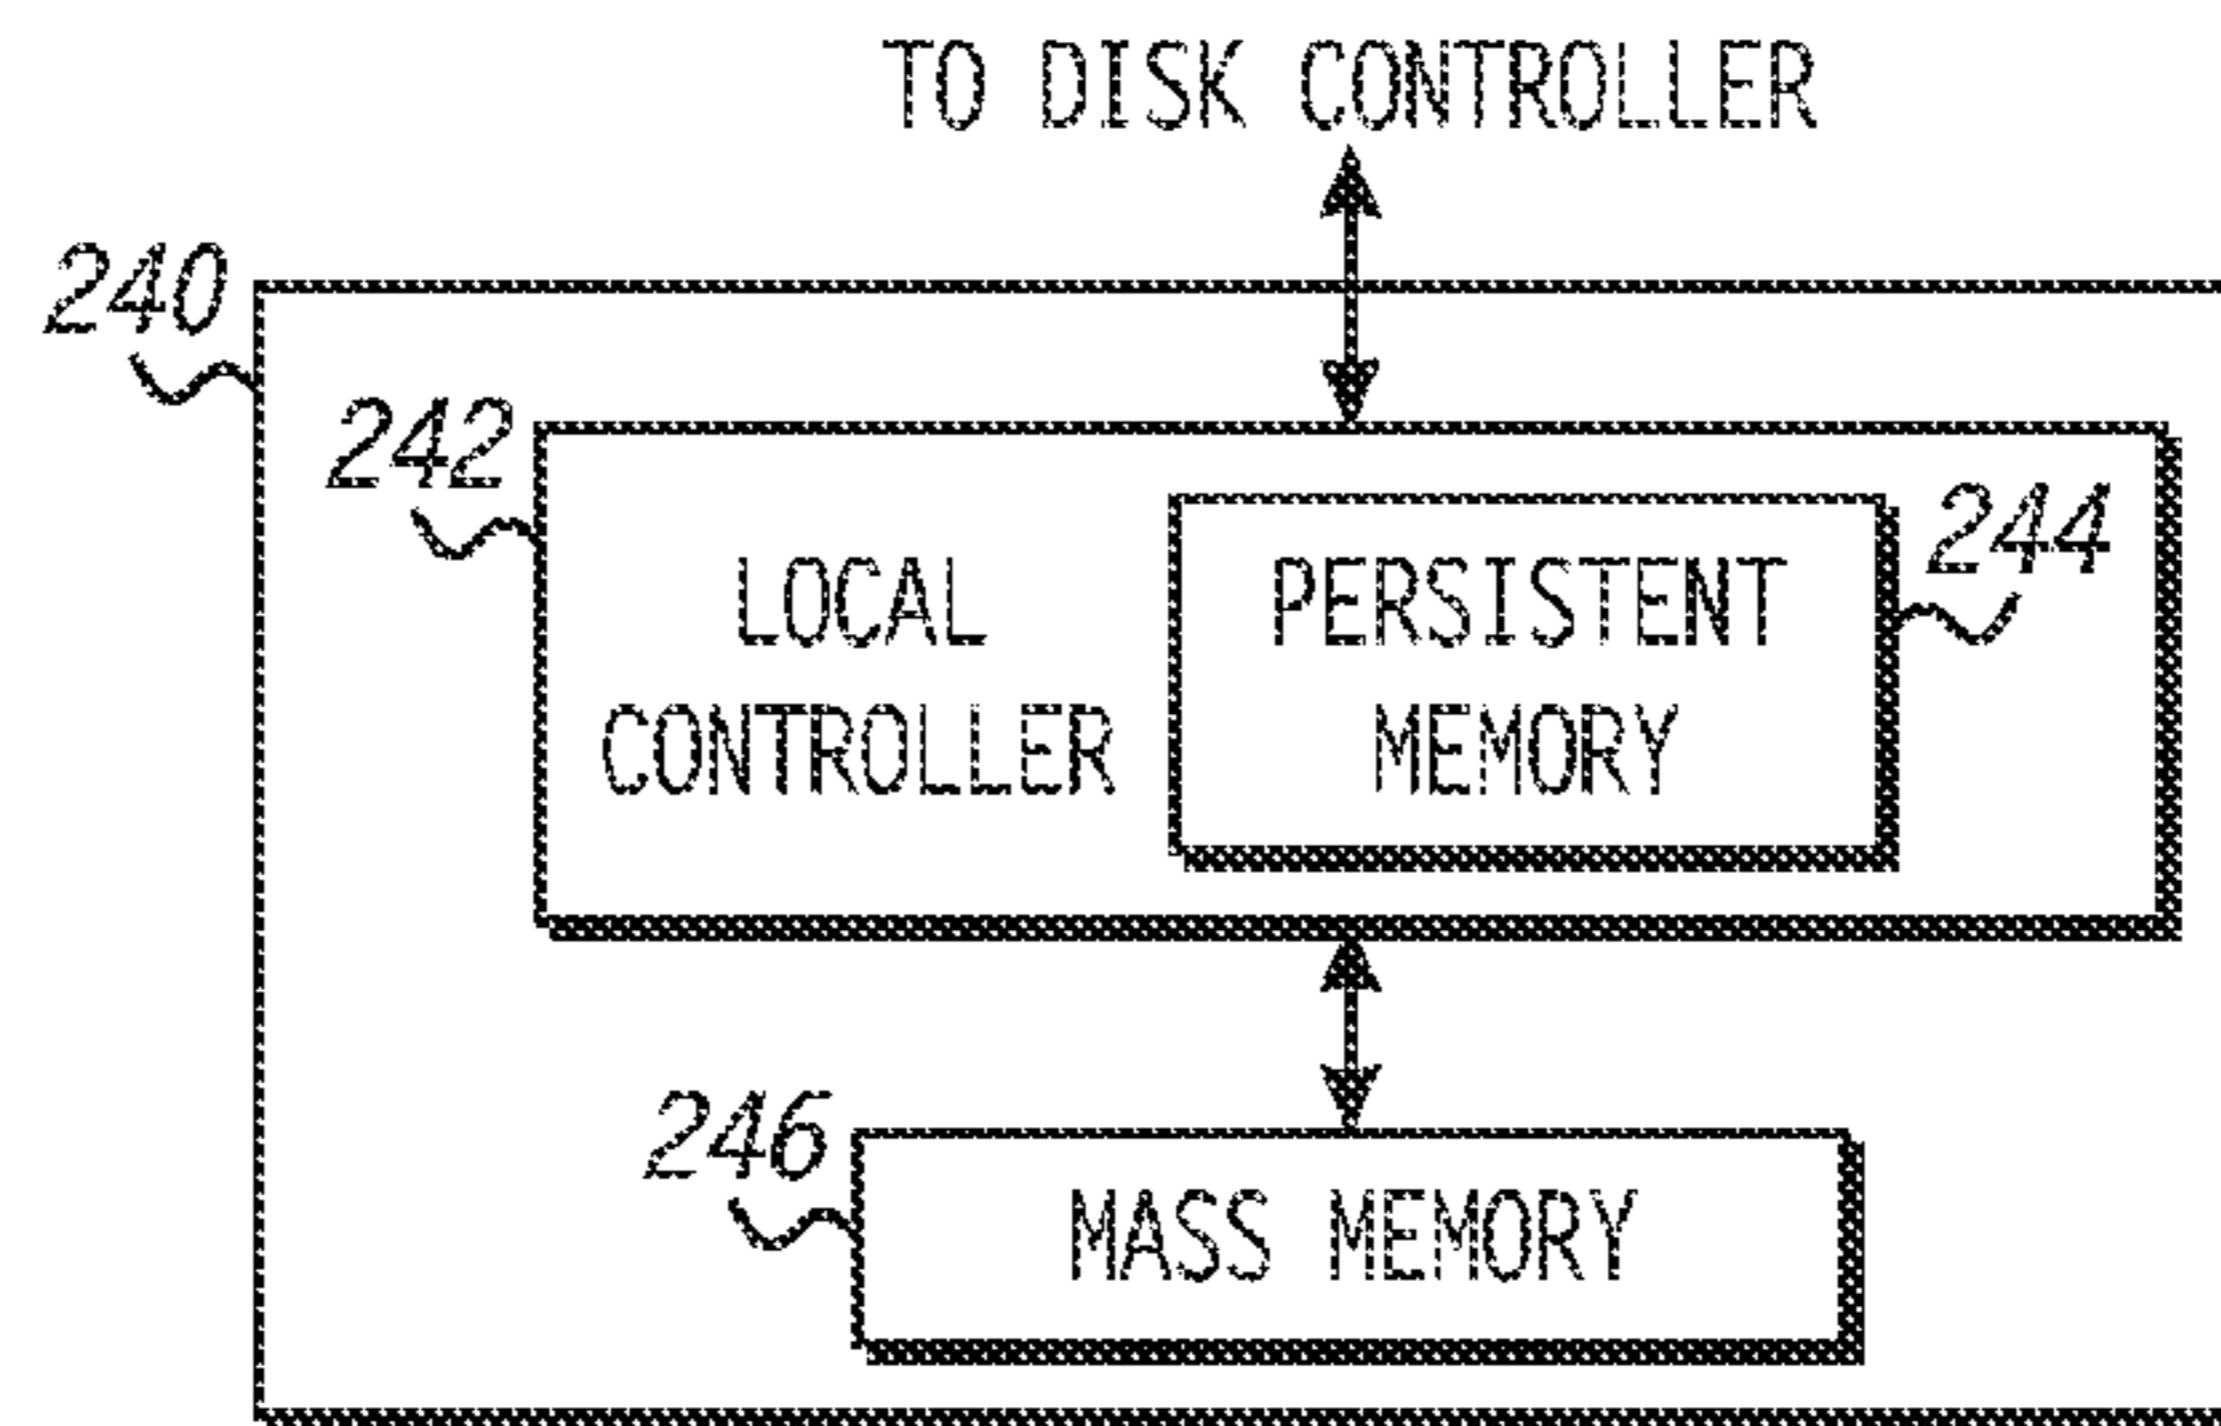 TO DISK CONTROLLER
240
242
244
LOCAL
CONTROLLER
PERSISTENT
MEMORY
246
MASS MEMORY